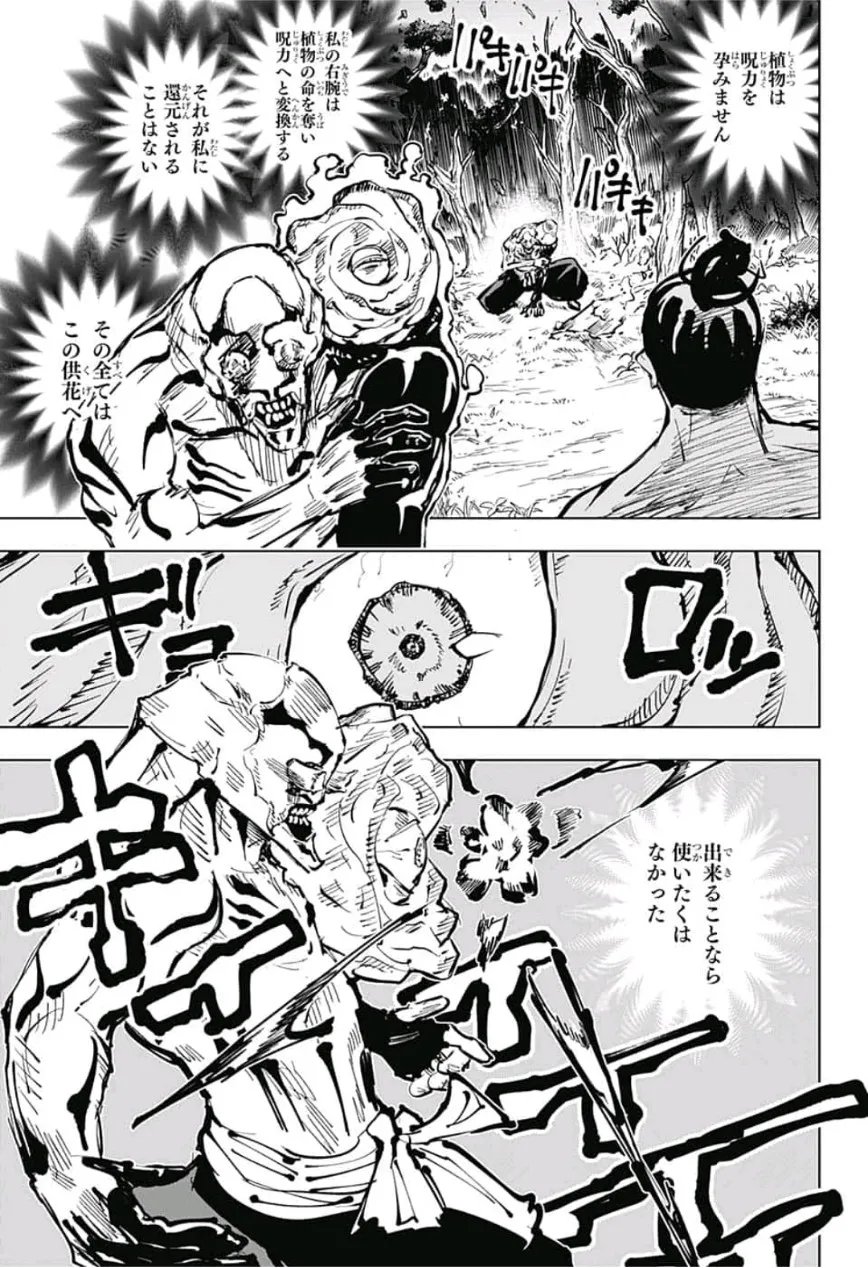 植物は
呪力を
孕みません
パキ
パキ
パキキ
私の右腕は
植物の命を奪い
呪力へと変換する
それが私に
還元される
ことはない
その全ては
この供花へ
ギョロッ
出来ることなら
使いたくは
なかった
キィィィ